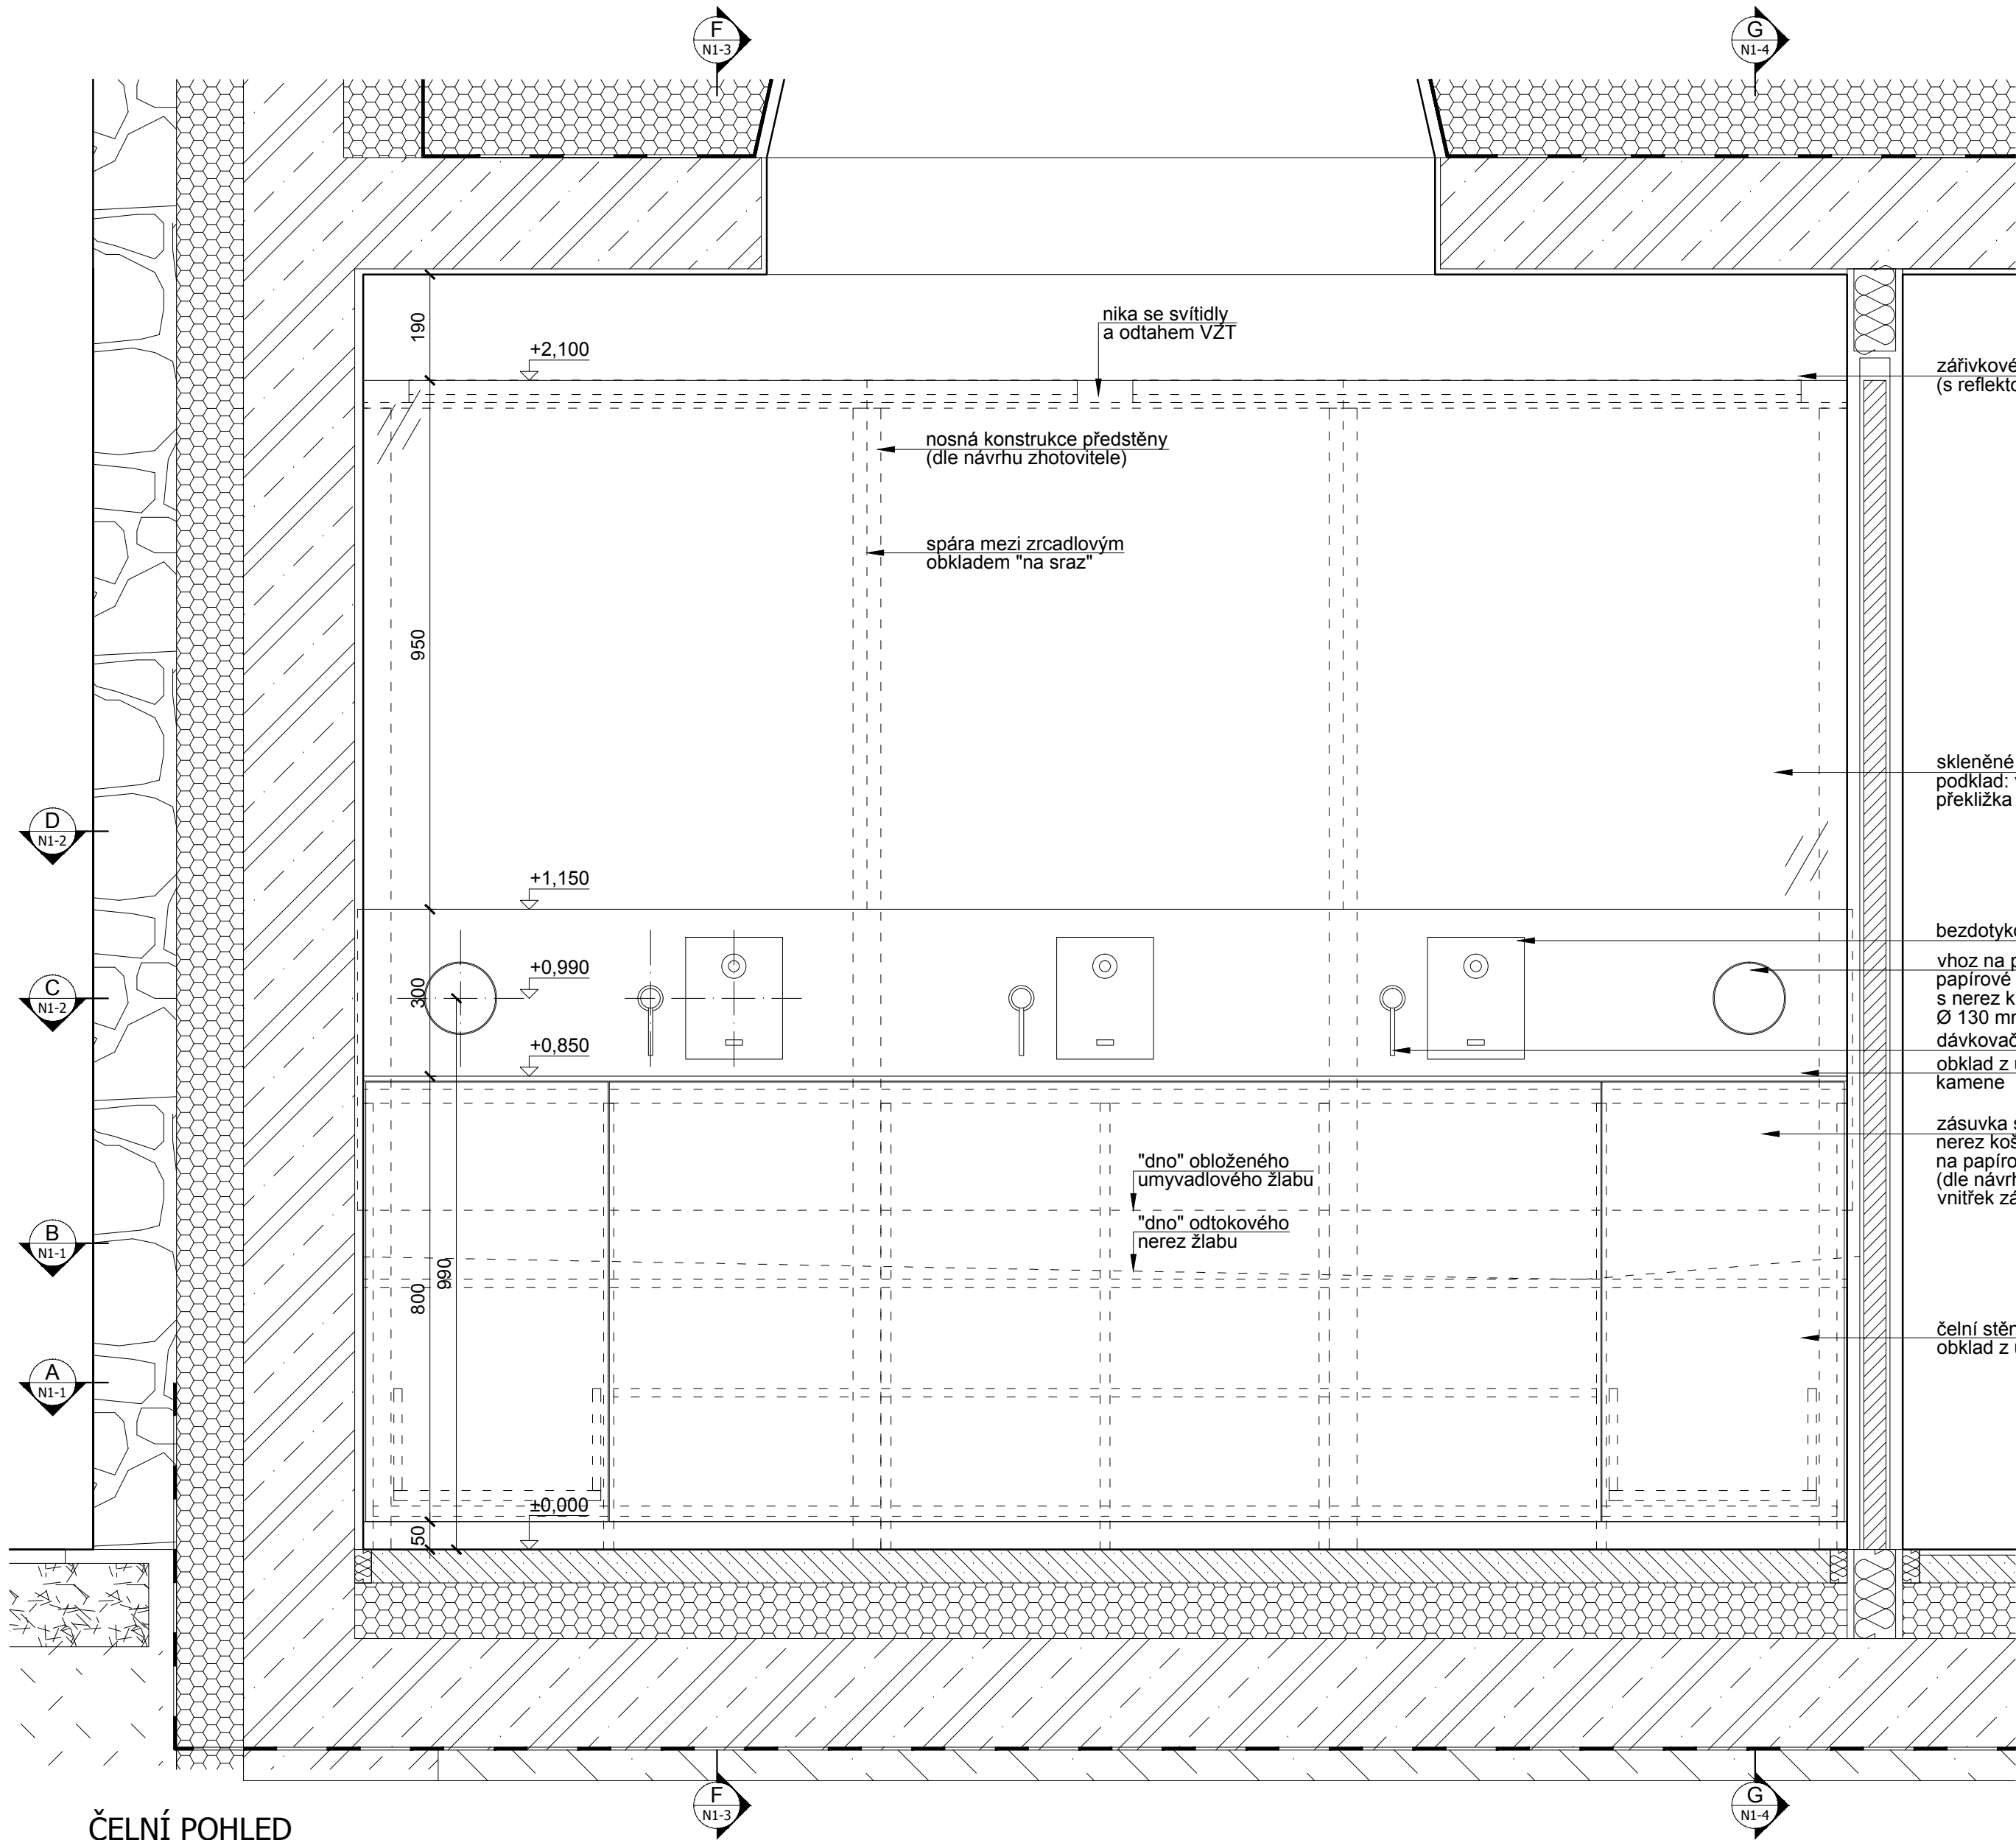 F
N1-3
G
N1-4
190
nika se svítidly
a odtahem VZT
+2,100
zářivkové
(s reflekto
nosná konstrukce předstěny
(dle návrhu zhotovitele)
spára mezi zrcadlovým
obkladem "na sraz"
950
skleněné
podklad:
překližka
D
N1-2
+1,150
bezdotyk
vhoz na p
papírové
s nerez k
Ø 130 mm
+0,990
300
C
N1-2
dávkovač
+0,850
obklad z u
kamene
zásuvka s
nerez koš
na papíro
(dle návrh
vnitřek zá
"dno" obloženého
umyvadlového žlabu
"dno" odtokového
nerez žlabu
B
N1-1
990
800
čelní stěn
obklad z u
A
N1-1
±0,000
50
F
N1-3
G
N1-4
ČELNÍ POHLED